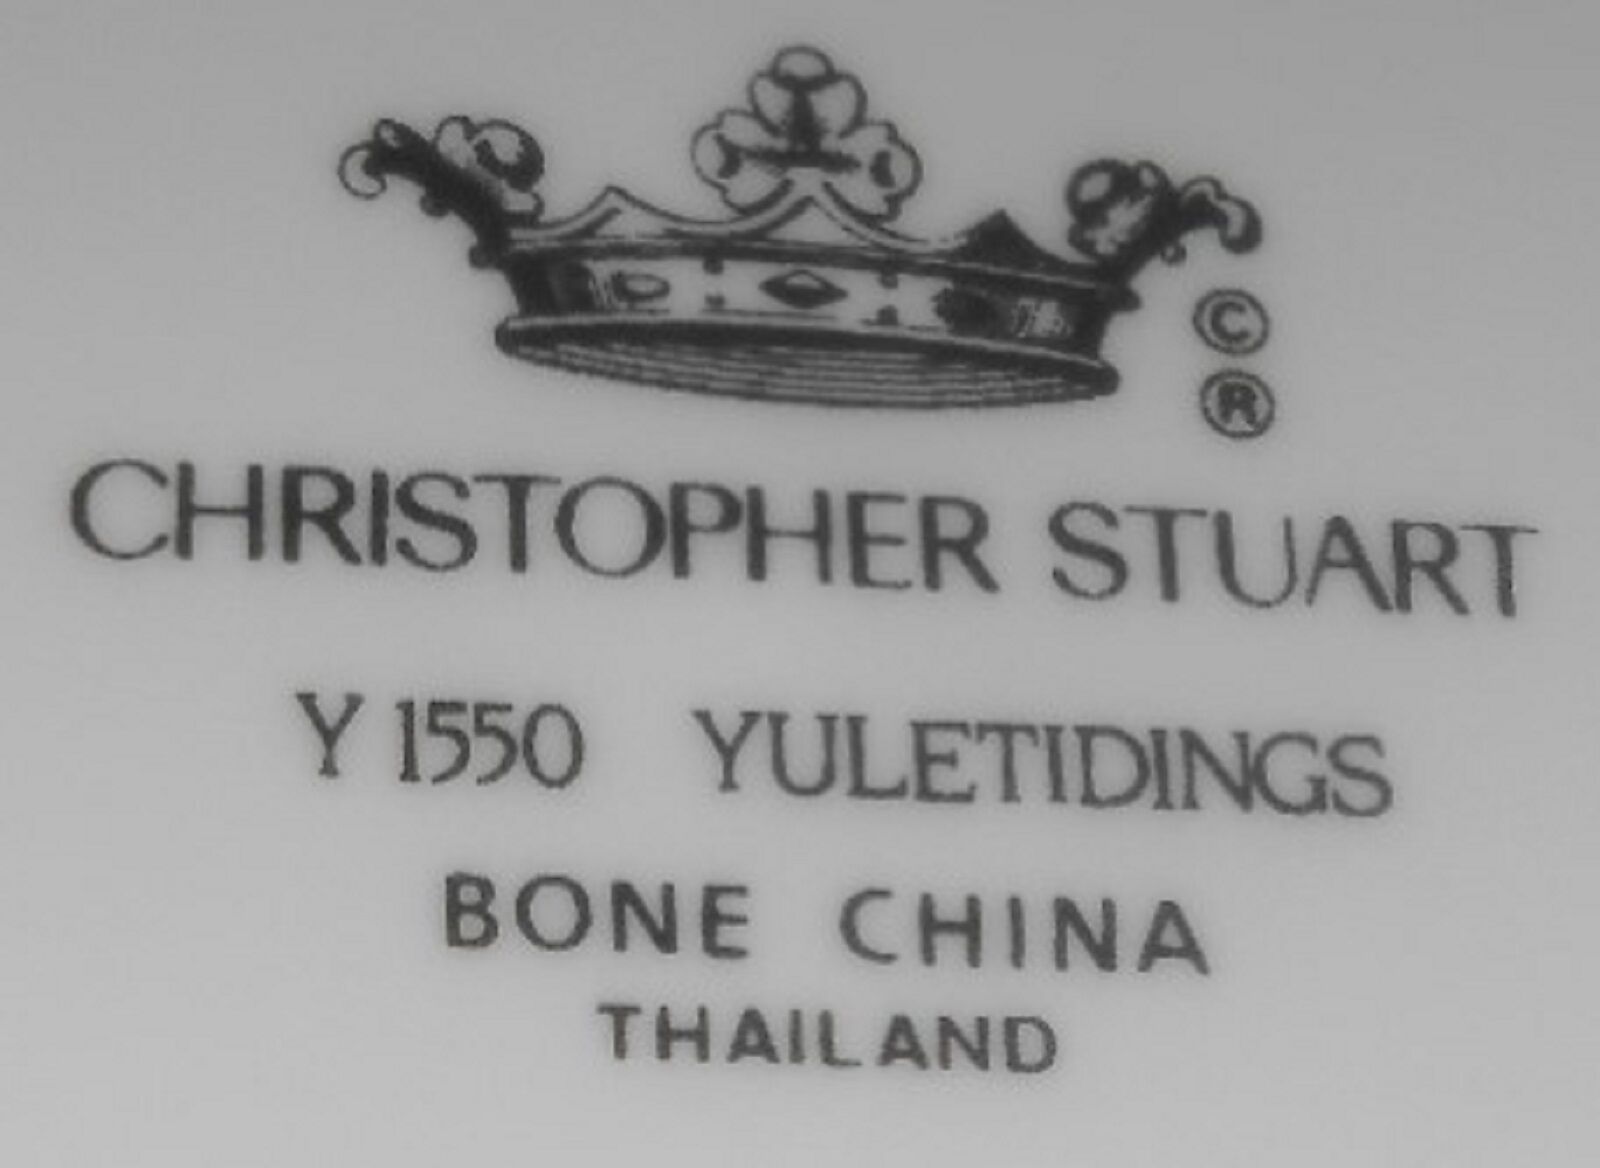 ©
®
CHRISTOPHER STUART
Y 1550 YULETIDINGS
BONE CHINA
THAILAND